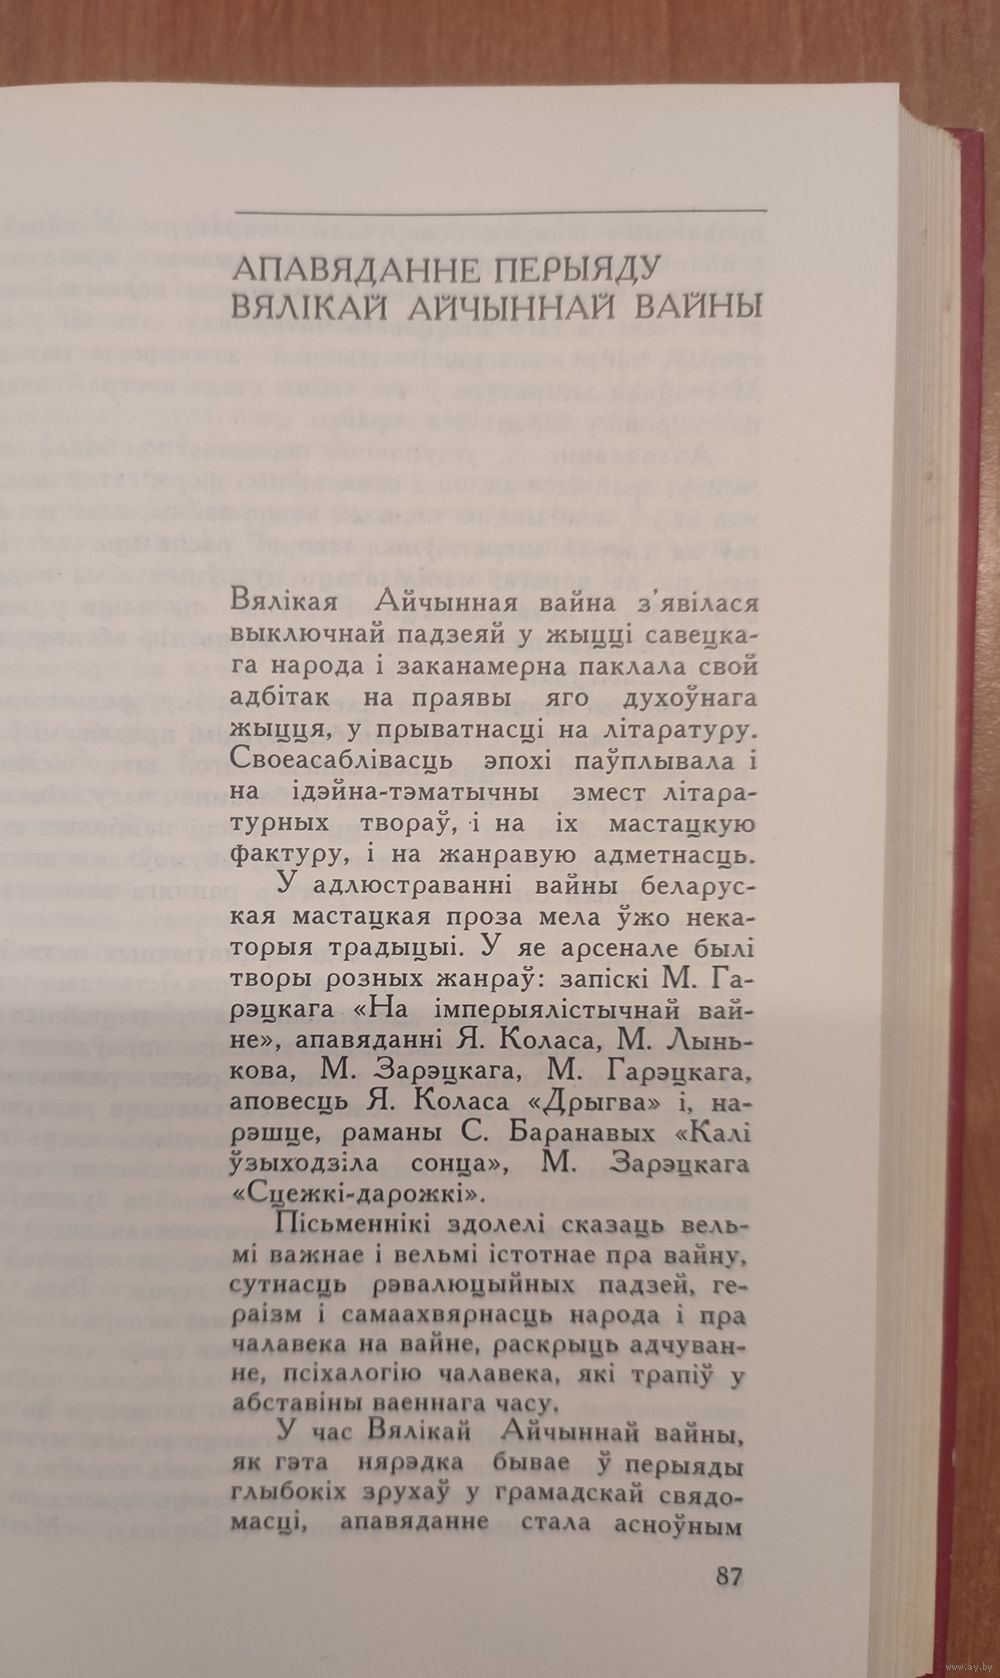 АПАВЯДАННЕ ПЕРЫЯДУ
ВЯЛІКАЙ АЙЧЫННАЙ ВАЙНЫ
Вялікая Айчынная вайна з'явілася
выключнай падзеяй у жыцці савецка-
га народа і заканамерна паклала свой
адбітак на праявы яго духоўнага
жыцця, у прыватнасці на літаратуру.
Своеасаблівасць эпохі паўплывала і
на ідэйна-тэматычны змест літара-
турных твораў, і на іх мастацкую
фактуру, і на жанравую адметнасць.
У адлюстраванні вайны беларус-
кая мастацкая проза мела ўжо нека-
торыя традыцыі. У яе арсенале былі
творы розных жанраў: запіскі М. Га-
рэцкага «На імперыялістычнай вай-
не», апавяданні Я. Коласа, М. Лынь-
кова, М. Зарэцкага, М. Гарэцкага,
аповесць Я. Коласа «Дрыгва» і, на-
рэшце, раманы С. Баранавых «Калі
ўзыходзіла сонца», М. Зарэцкага
«Сцежкі-дарожкі».
Пісьменнікі здолелі сказаць вель-
мі важнае і вельмі істотнае пра вайну,
сутнасць рэвалюцыйных падзей, ге-
раізм і самаахвярнасць народа і пра
чалавека на вайне, раскрыць адчуван-
не, псіхалогію чалавека, які трапіў у
абставіны ваеннага часу.
У час Вялікай Айчыннай вайны,
як гэта нярэдка бывае ў перыяды
глыбокіх зрухаў у грамадскай свядо-
масці, апавяданне стала асноўным
87
www.ay.by